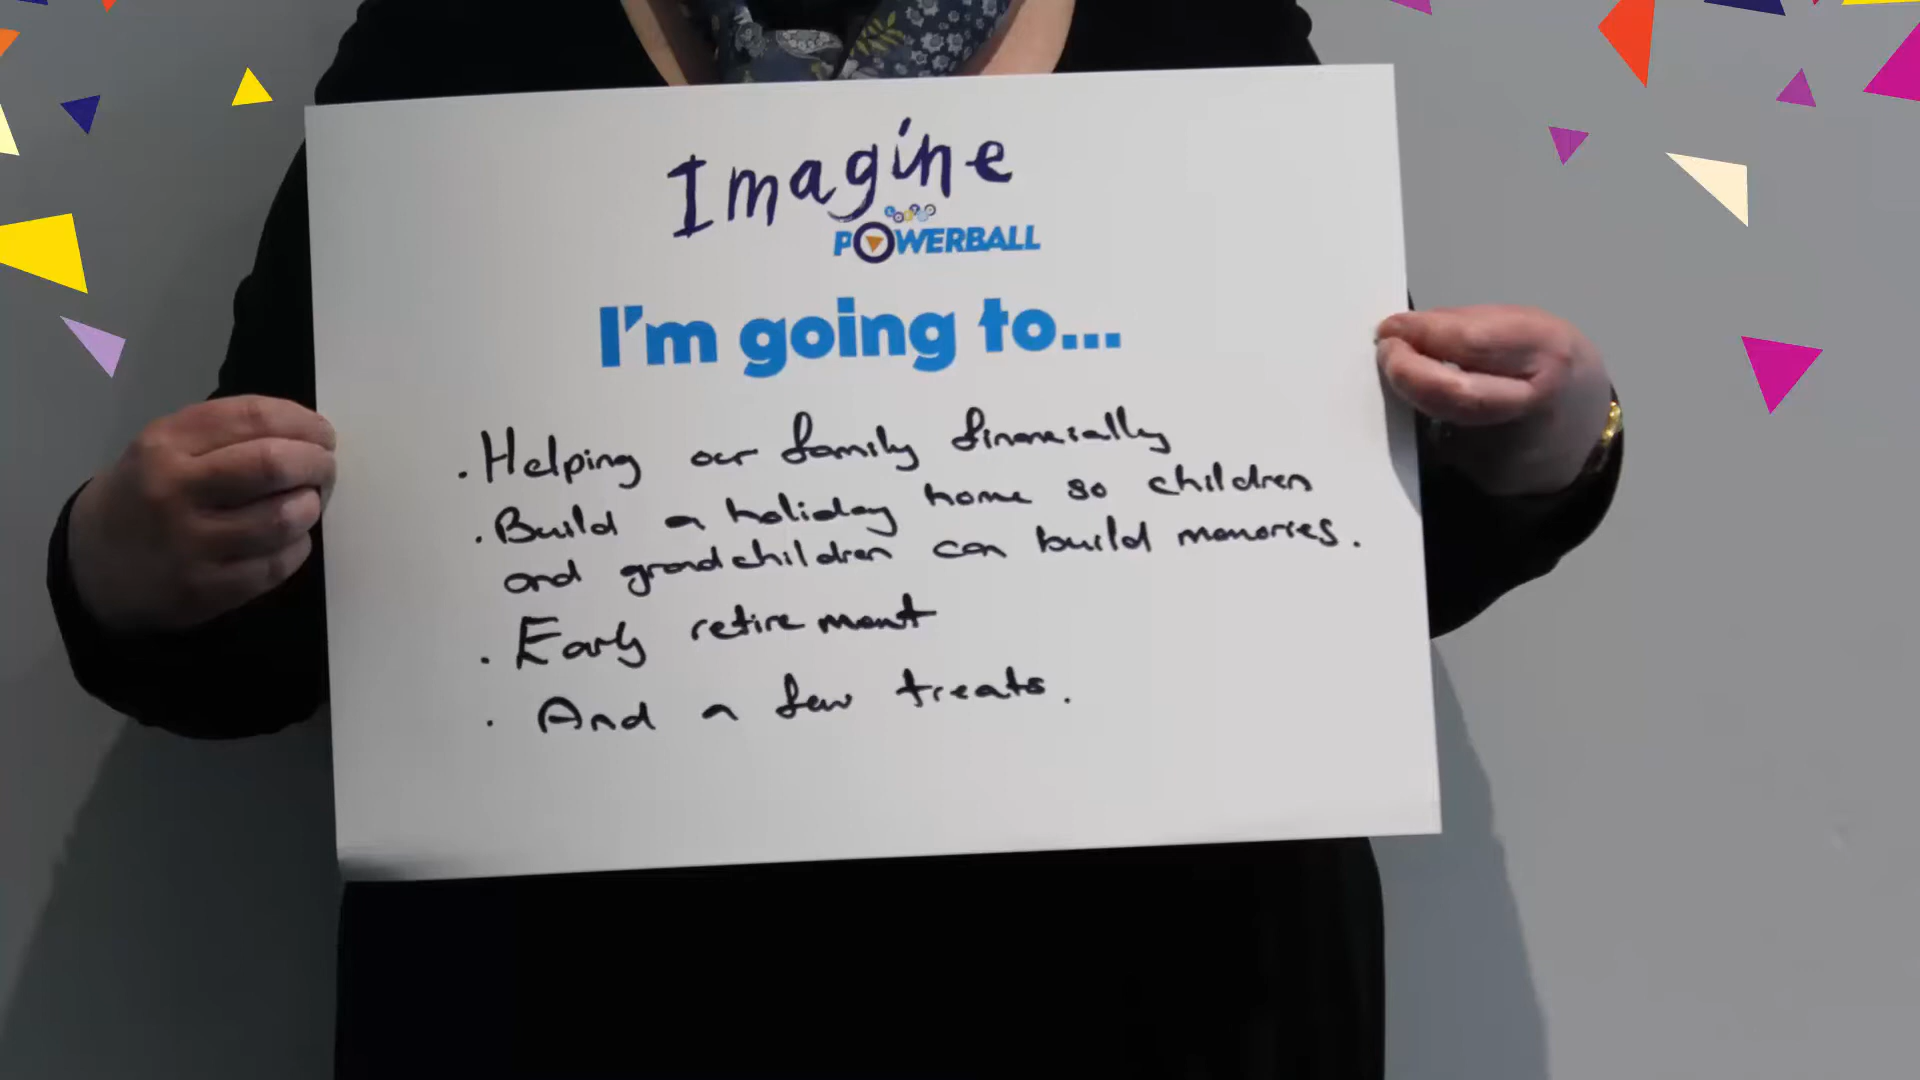 Imagine
LOTTO
POWERBALL
I'm going to...
. Helping our family financially
. Build a holiday home so children
and grandchildren can build memories.
. Early retirement
. And a few treats.